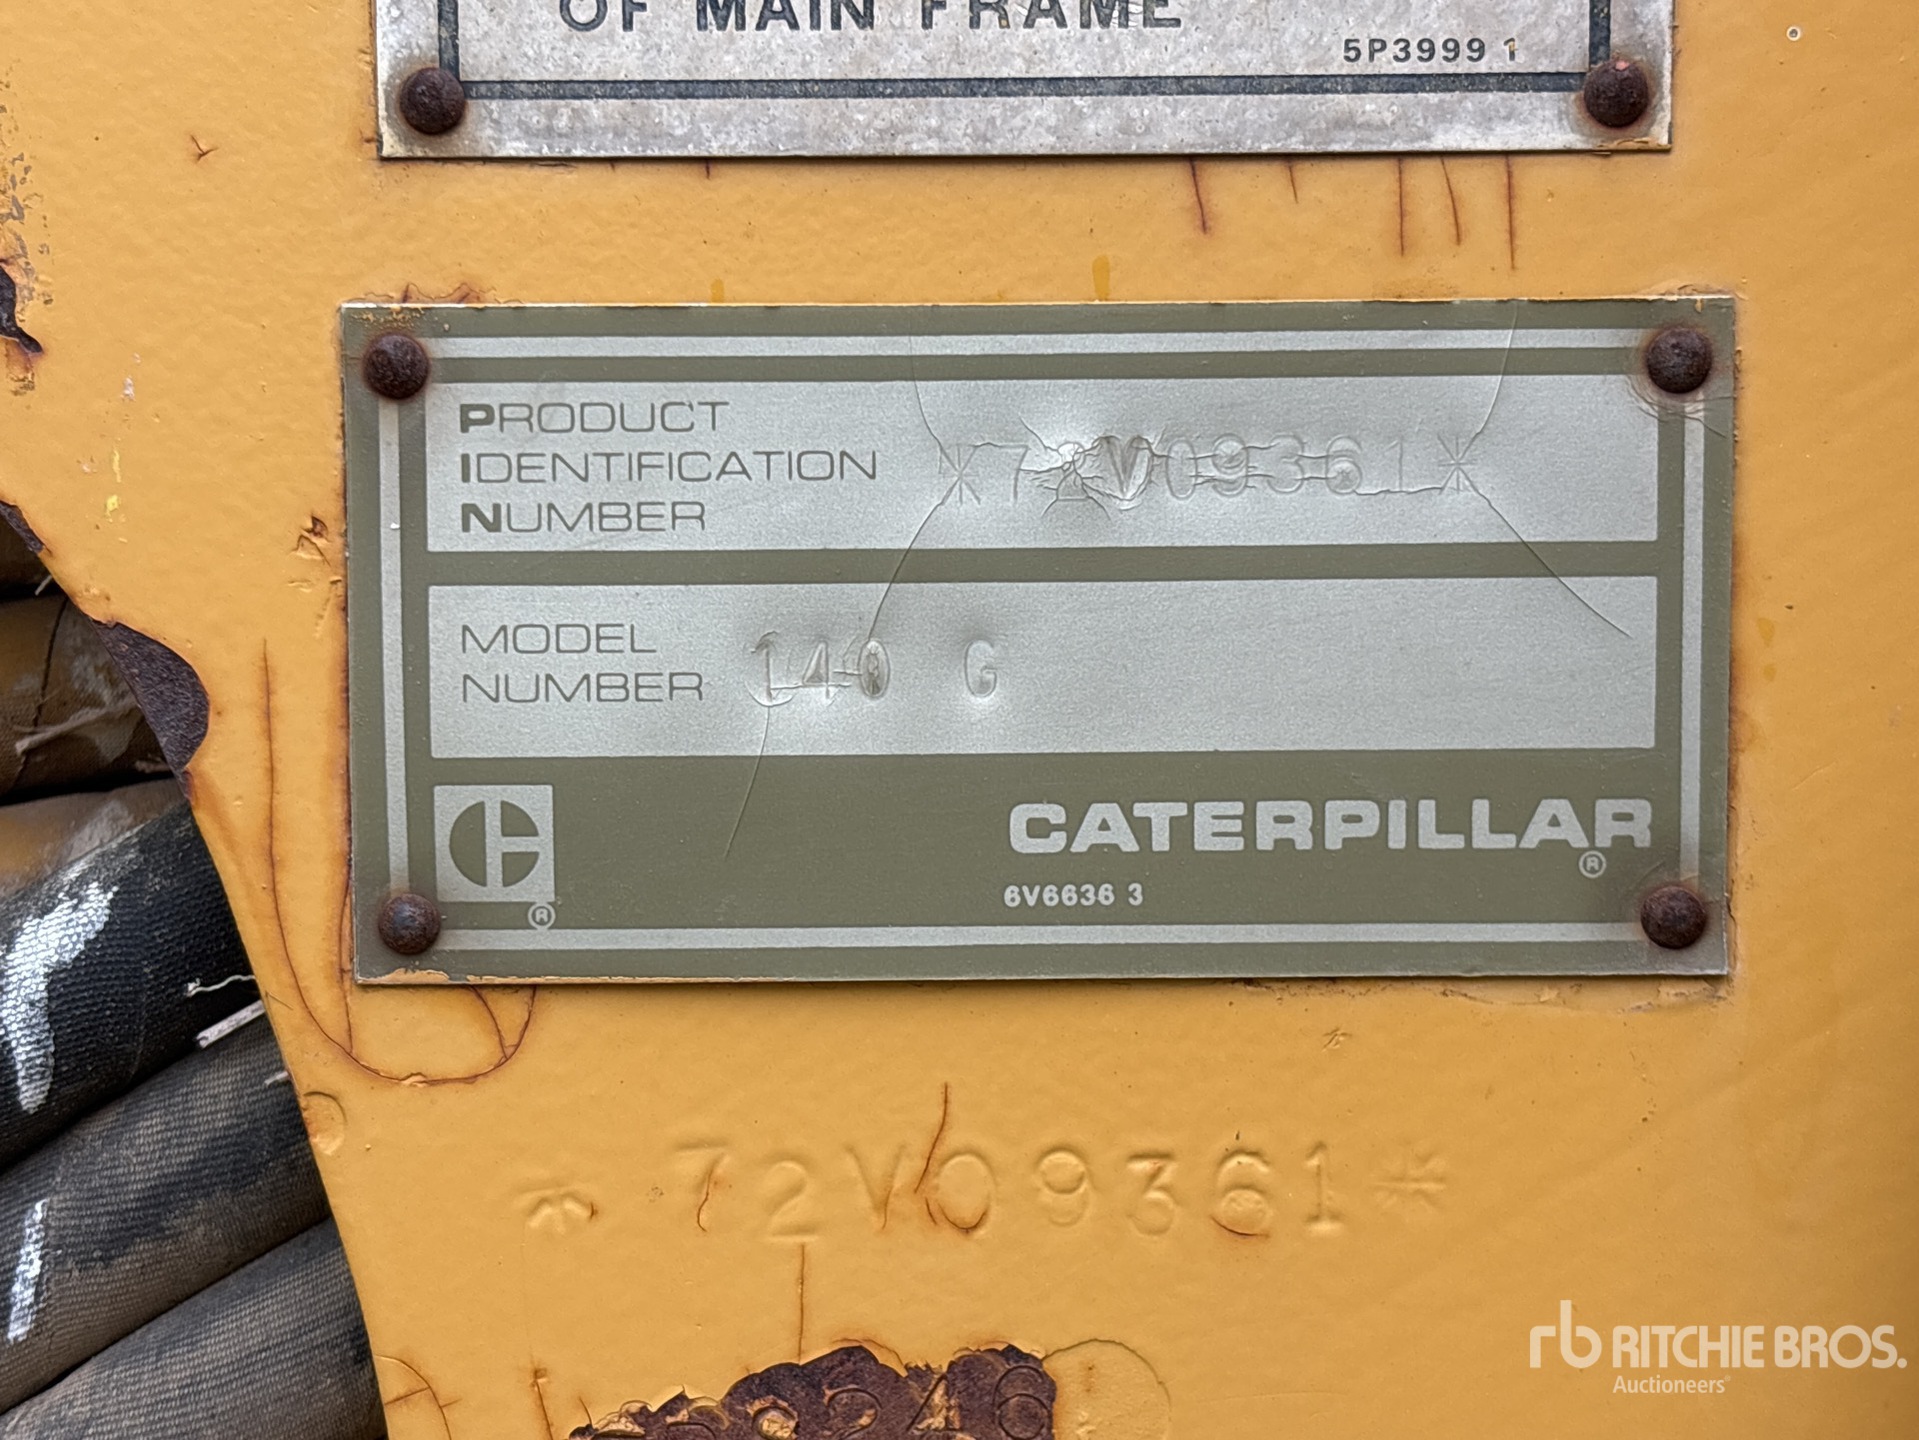 OF MAIN FRAME
5P3999 1
PRODUCT
IDENTIFICATION
NUMBER
*72V09361*
MODEL
NUMBER
140 G
CATERPILLAR
®
®
6V6636 3
*72V09361*
rb RITCHIE BROS.
Auctioneers